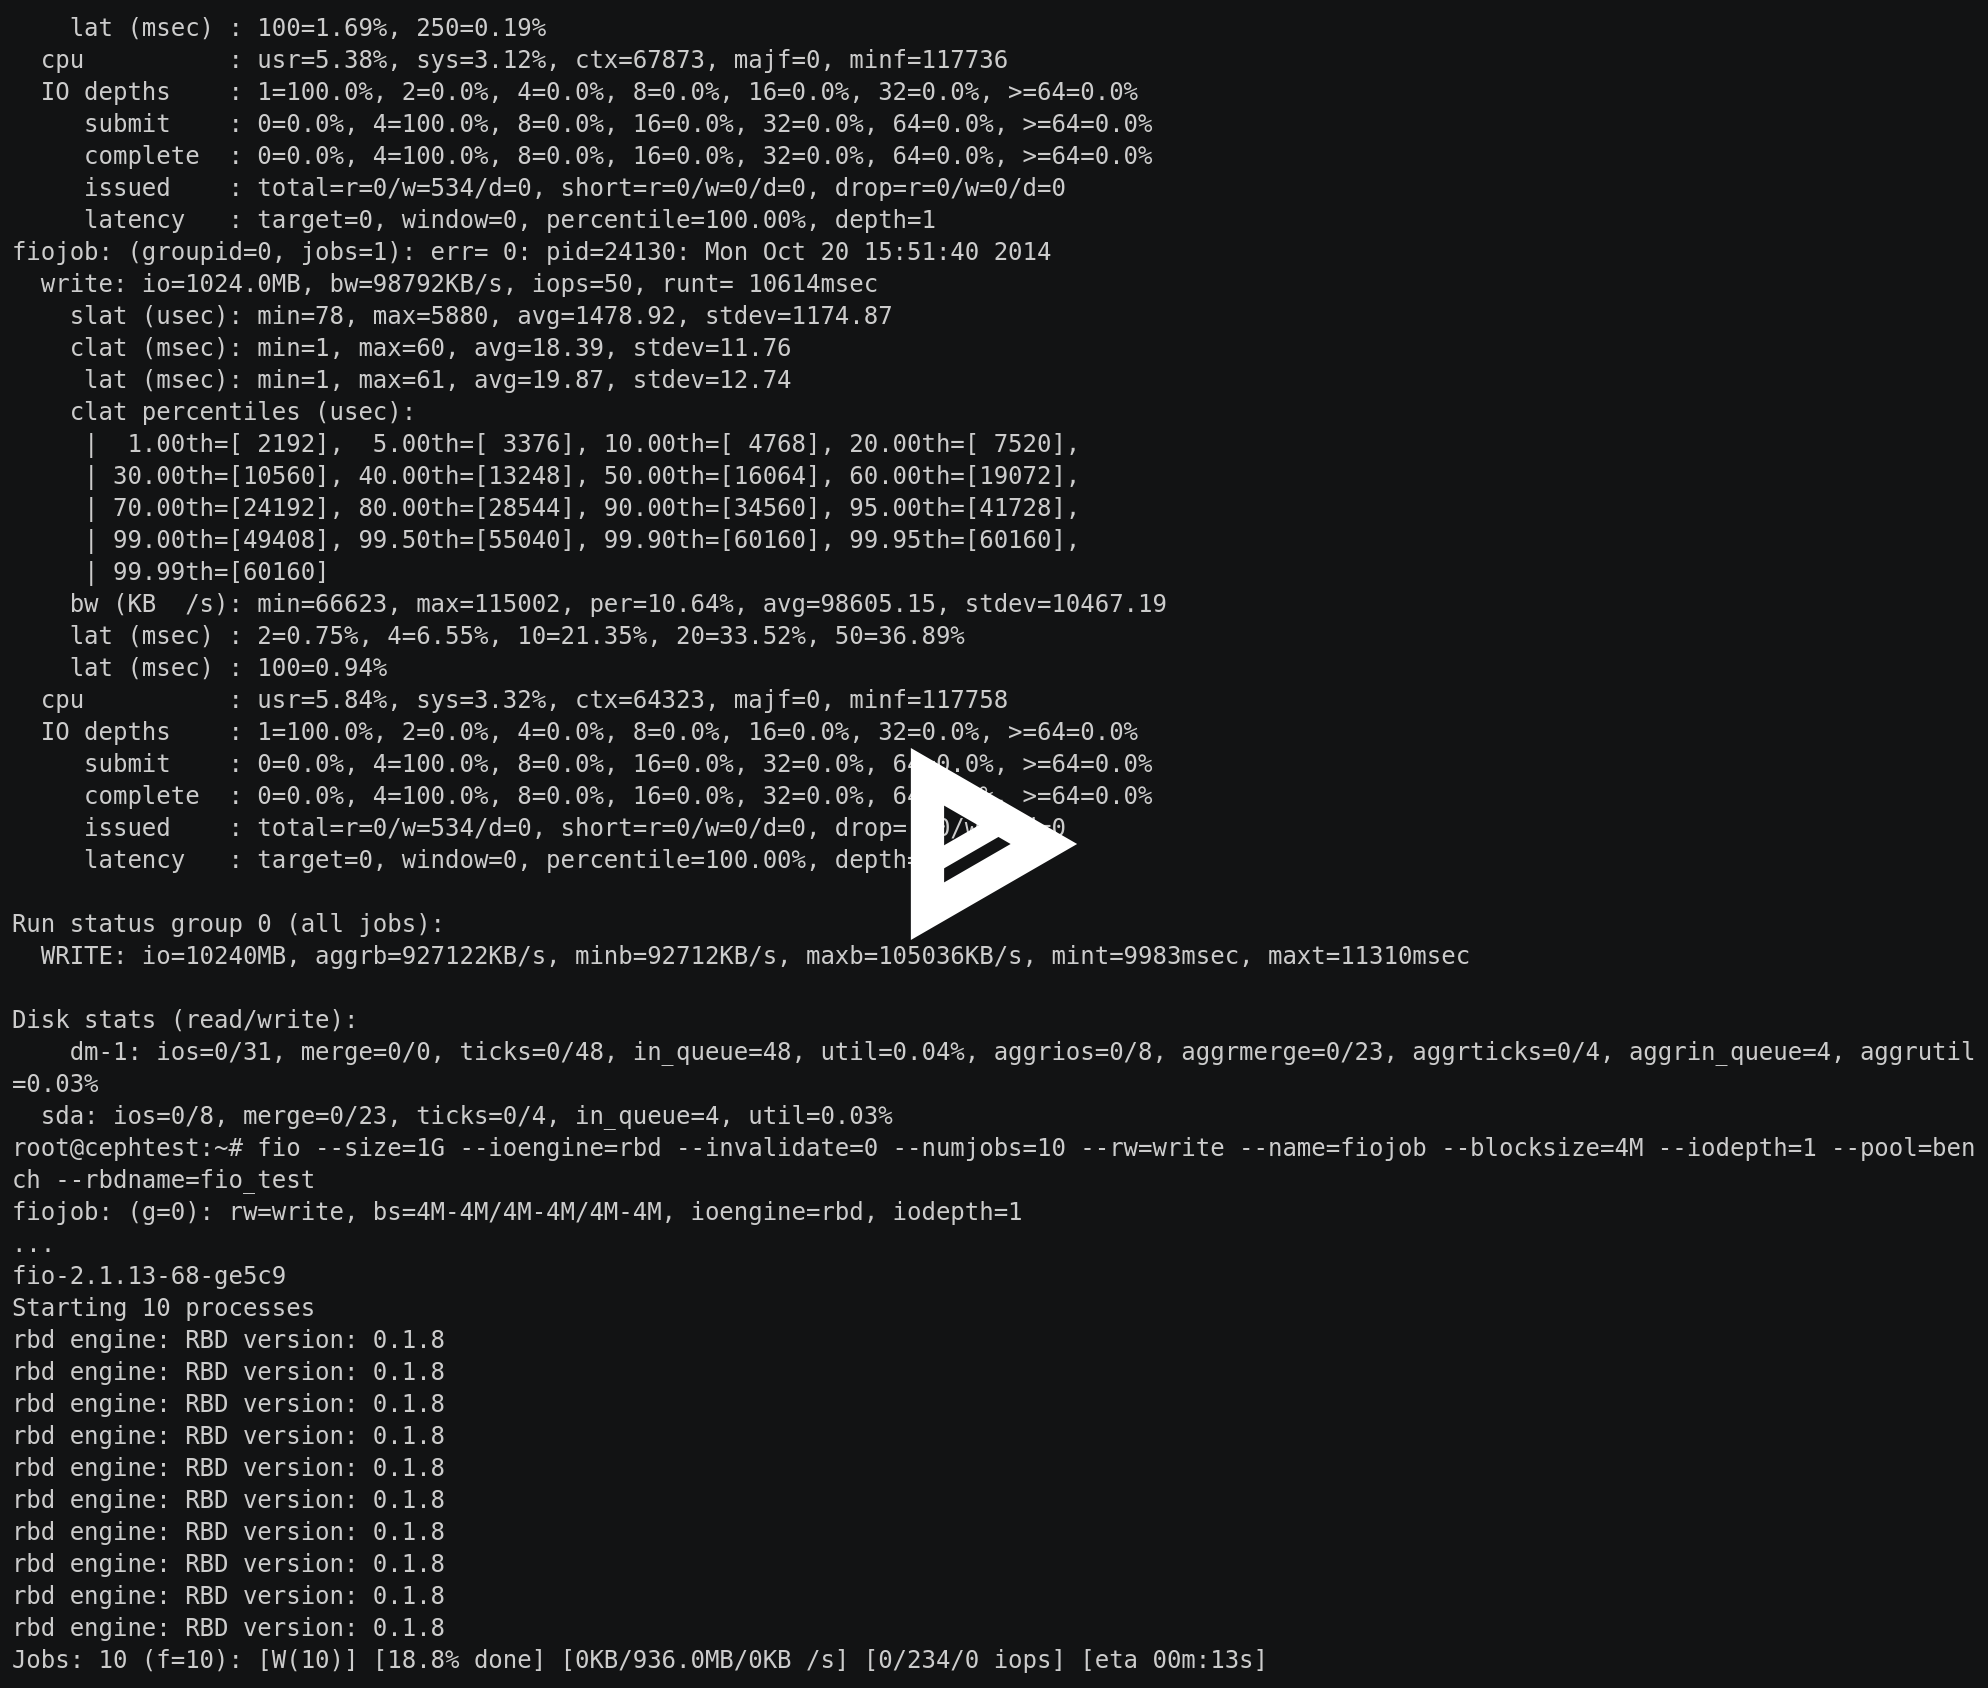 lat (msec) : 100=1.69%, 250=0.19%
cpu : usr=5.38%, sys=3.12%, ctx=67873, majf=0, minf=117736
IO depths : 1=100.0%, 2=0.0%, 4=0.0%, 8=0.0%, 16=0.0%, 32=0.0%, >=64=0.0%
submit : 0=0.0%, 4=100.0%, 8=0.0%, 16=0.0%, 32=0.0%, 64=0.0%, >=64=0.0%
complete : 0=0.0%, 4=100.0%, 8=0.0%, 16=0.0%, 32=0.0%, 64=0.0%, >=64=0.0%
issued : total=r=0/w=534/d=0, short=r=0/w=0/d=0, drop=r=0/w=0/d=0
latency : target=0, window=0, percentile=100.00%, depth=1
fiojob: (groupid=0, jobs=1): err= 0: pid=24130: Mon Oct 20 15:51:40 2014
write: io=1024.0MB, bw=98792KB/s, iops=50, runt= 10614msec
slat (usec): min=78, max=5880, avg=1478.92, stdev=1174.87
clat (msec): min=1, max=60, avg=18.39, stdev=11.76
lat (msec): min=1, max=61, avg=19.87, stdev=12.74
clat percentiles (usec):
|  1.00th=[ 2192],  5.00th=[ 3376], 10.00th=[ 4768], 20.00th=[ 7520],
| 30.00th=[10560], 40.00th=[13248], 50.00th=[16064], 60.00th=[19072],
| 70.00th=[24192], 80.00th=[28544], 90.00th=[34560], 95.00th=[41728],
| 99.00th=[49408], 99.50th=[55040], 99.90th=[60160], 99.95th=[60160],
| 99.99th=[60160]
bw (KB  /s): min=66623, max=115002, per=10.64%, avg=98605.15, stdev=10467.19
lat (msec) : 2=0.75%, 4=6.55%, 10=21.35%, 20=33.52%, 50=36.89%
lat (msec) : 100=0.94%
cpu : usr=5.84%, sys=3.32%, ctx=64323, majf=0, minf=117758
IO depths : 1=100.0%, 2=0.0%, 4=0.0%, 8=0.0%, 16=0.0%, 32=0.0%, >=64=0.0%
submit : 0=0.0%, 4=100.0%, 8=0.0%, 16=0.0%, 32=0.0%, 64=0.0%, >=64=0.0%
complete : 0=0.0%, 4=100.0%, 8=0.0%, 16=0.0%, 32=0.0%, >=64=0.0%
issued : total=r=0/w=534/d=0, short=r=0/w=0/d=0,
latency : target=0, window=0, percentile=100.00%,
Run status group 0 (all jobs):
WRITE: io=10240MB, aggrb=927122KB/s, minb=92712KB/s, maxb=105036KB/s, mint=9983msec, maxt=11310msec
Disk stats (read/write):
dm-1: ios=0/31, merge=0/0, ticks=0/48, in_queue=48, util=0.04%, aggrios=0/8, aggrmerge=0/23, aggrticks=0/4, aggrin_queue=4, aggrutil
=0.03%
sda: ios=0/8, merge=0/23, ticks=0/4, in_queue=4, util=0.03%
root@cephtest:~# fio --size=1G --ioengine=rbd --invalidate=0 --numjobs=10 --rw=write --name=fiojob --blocksize=4M --iodepth=1 --pool=ben
ch --rbdname=fio_test
fiojob: (g=0): rw=write, bs=4M-4M/4M-4M/4M-4M, ioengine=rbd, iodepth=1
...
fio-2.1.13-68-ge5c9
Starting 10 processes
rbd engine: RBD version: 0.1.8
rbd engine: RBD version: 0.1.8
rbd engine: RBD version: 0.1.8
rbd engine: RBD version: 0.1.8
rbd engine: RBD version: 0.1.8
rbd engine: RBD version: 0.1.8
rbd engine: RBD version: 0.1.8
rbd engine: RBD version: 0.1.8
rbd engine: RBD version: 0.1.8
rbd engine: RBD version: 0.1.8
Jobs: 10 (f=10): [W(10)] [18.8% done] [0KB/936.0MB/0KB /s] [0/234/0 iops] [eta 00m:13s]